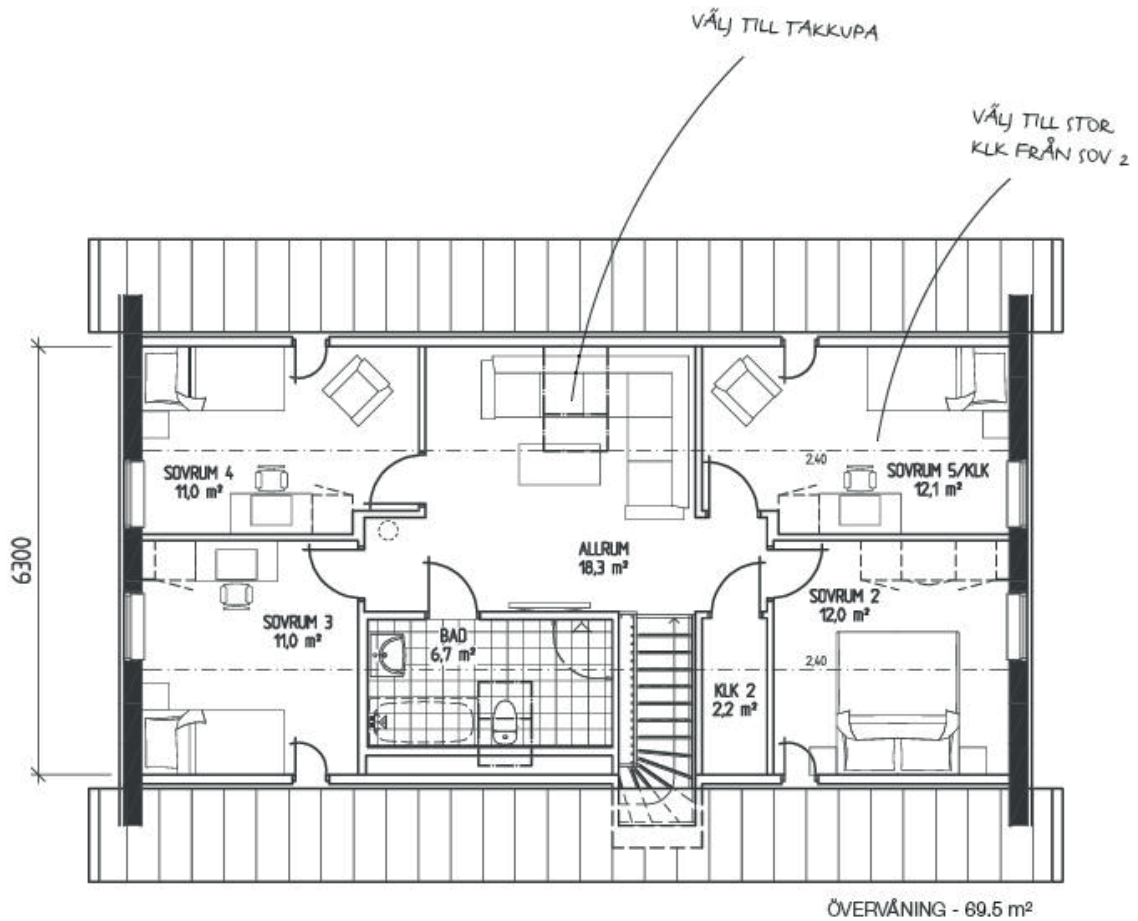 VÄLJ TILL TAKKUPA
VÄLJ TILL STOR
KLK FRÅN SOV 2
SOVRUM 4
11,0 m²
2.40
SOVRUM 5/KLK
12,1 m²
6300
ALLRUM
18,3 m²
SOVRUM 3
11,0 m²
BAD
6,7 m²
SOVRUM 2
12,0 m²
2.40
KLK 2
2,2 m²
ÖVERVÅNING - 69,5 m²